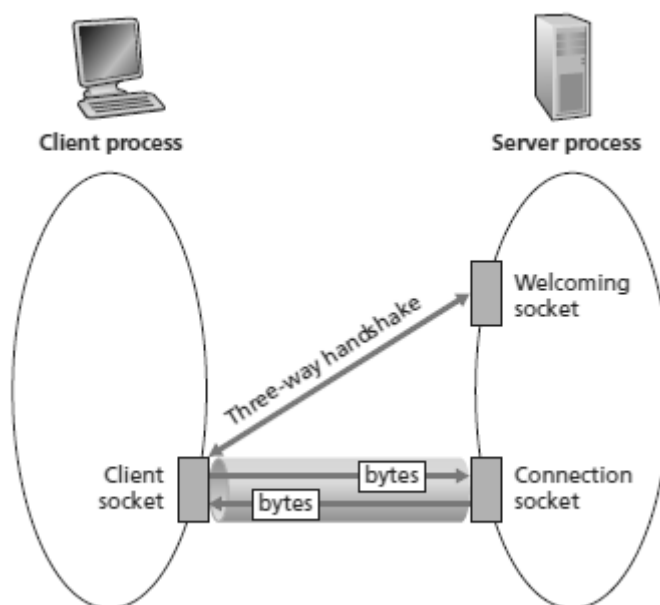 Client process
Server process
Welcoming
socket
Three-way handshake
Client
socket
bytes
bytes
Connection
socket